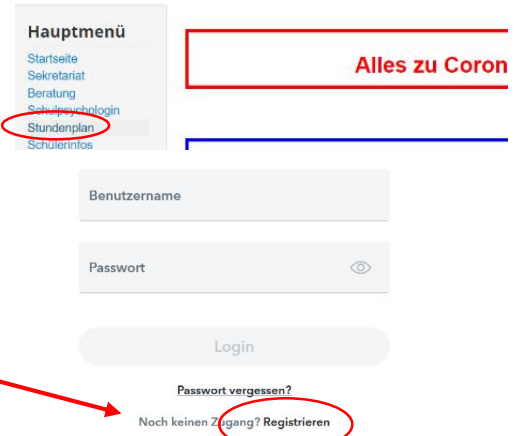 Hauptmenü
Startseite
Sekretariat
Beratung
Schulpsychologin
Stundenplan
Schülerinfos
Alles zu Coron
Benutzername
Passwort
Login
Passwort vergessen?
Noch keinen Zugang? Registrieren